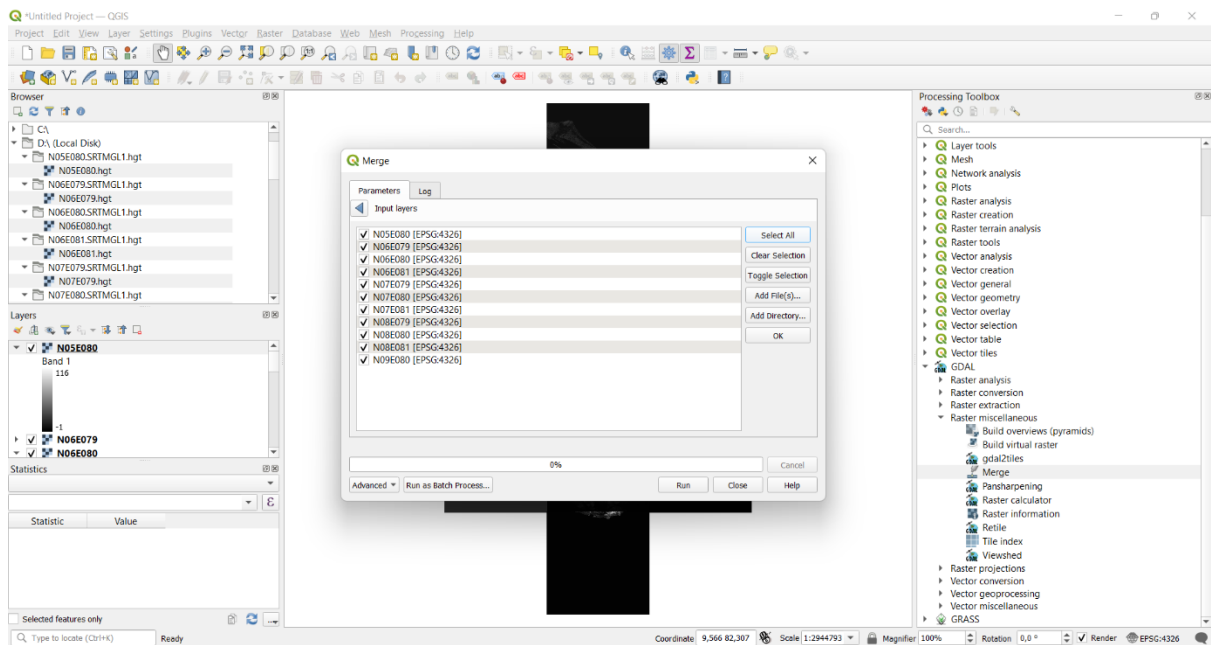 *Untitled Project — QGIS
Project Edit View Layer Settings Plugins Vector Raster Database Web Mesh Processing Help
Browser
C:\
D:\ (Local Disk)
N05E080.SRTMGL1.hgt
N05E080.hgt
N06E079.SRTMGL1.hgt
N06E079.hgt
N06E080.SRTMGL1.hgt
N06E080.hgt
N06E081.SRTMGL1.hgt
N06E081.hgt
N07E079.SRTMGL1.hgt
N07E079.hgt
N07E080.SRTMGL1.hgt
Layers
N05E080
Band 1
116
-1
N06E079
N06E080
Statistics
Statistic Value
Selected features only
Merge
Parameters Log
Input layers
N05E080 [EPSG:4326]
N06E079 [EPSG:4326]
N06E080 [EPSG:4326]
N06E081 [EPSG:4326]
N07E079 [EPSG:4326]
N07E080 [EPSG:4326]
N07E081 [EPSG:4326]
N08E079 [EPSG:4326]
N08E080 [EPSG:4326]
N08E081 [EPSG:4326]
N09E080 [EPSG:4326]
Select All
Clear Selection
Toggle Selection
Add File(s)...
Add Directory...
OK
0% Cancel
Advanced Run as Batch Process... Run Close Help
Processing Toolbox
Search...
Layer tools
Mesh
Network analysis
Plots
Raster analysis
Raster creation
Raster terrain analysis
Raster tools
Vector analysis
Vector creation
Vector general
Vector geometry
Vector overlay
Vector selection
Vector table
Vector tiles
GDAL
Raster analysis
Raster conversion
Raster extraction
Raster miscellaneous
Build overviews (pyramids)
Build virtual raster
gdal2tiles
Merge
Pansharpening
Raster calculator
Raster information
Retile
Tile index
Viewshed
Raster projections
Vector conversion
Vector geoprocessing
Vector miscellaneous
GRASS
Type to locate (Ctrl+K) Ready Coordinate 9,566 82,307 Scale 1:2944793 Magnifier 100% Rotation 0,0 ° Render EPSG:4326